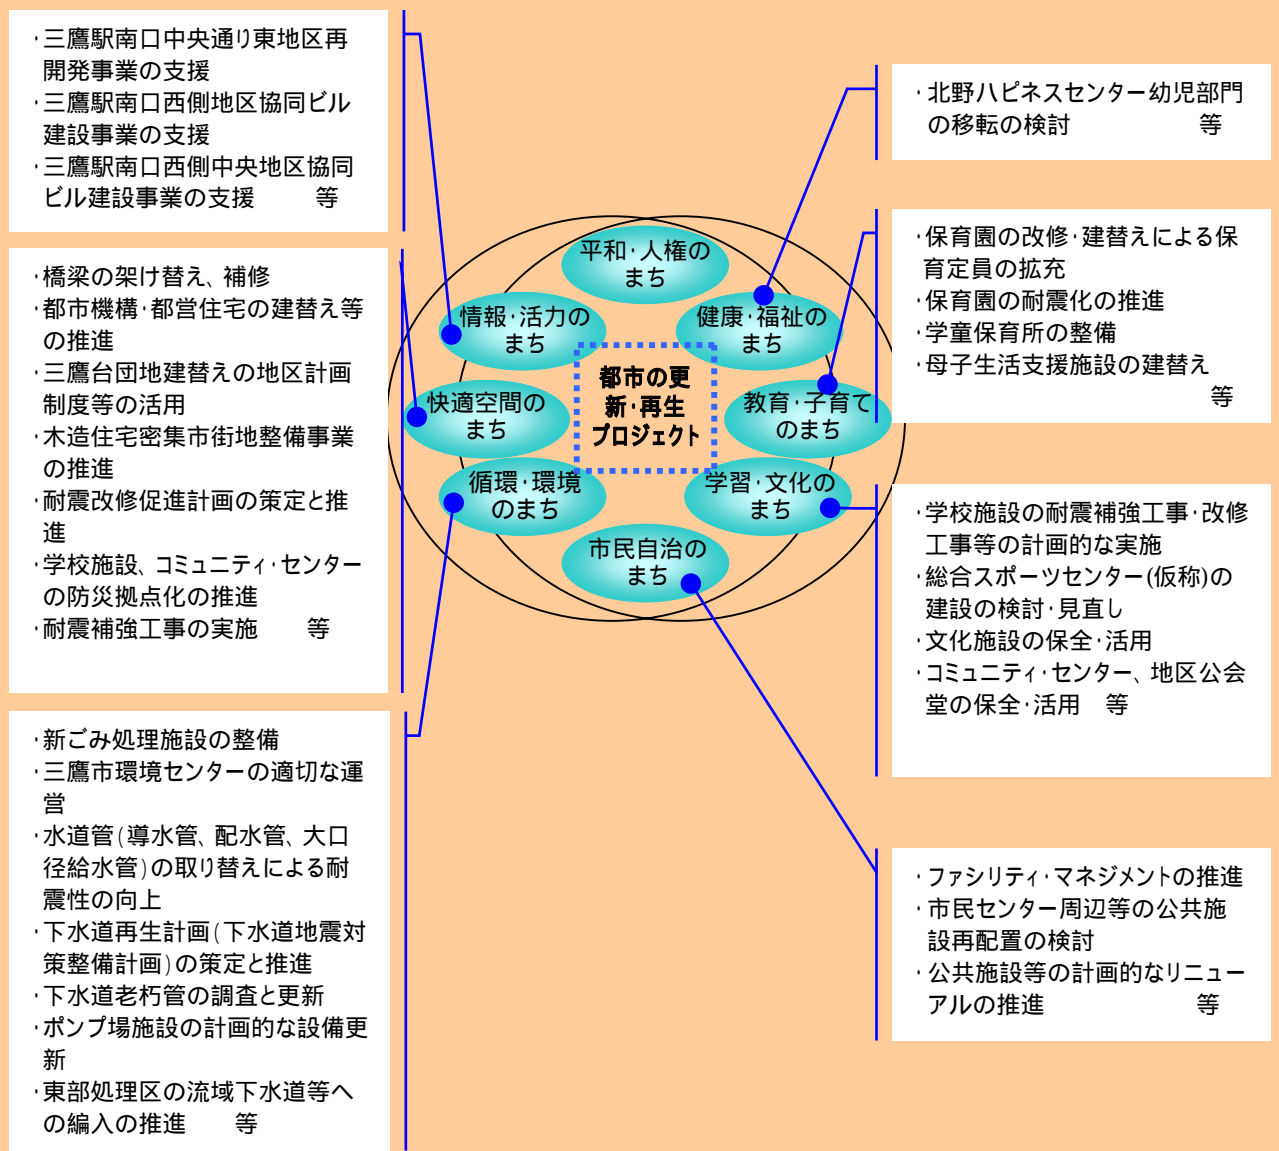 ･三鷹駅南口中央通り東地区再
開発事業の支援
･三鷹駅南口西側地区協同ビル
建設事業の支援
･三鷹駅南口西側中央地区協同
ビル建設事業の支援　　等
･橋梁の架け替え、補修
･都市機構･都営住宅の建替え等
の推進
･三鷹台団地建替えの地区計画
制度等の活用
･木造住宅密集市街地整備事業
の推進
･耐震改修促進計画の策定と推
進
･学校施設、コミュニティ･センター
の防災拠点化の推進
･耐震補強工事の実施　　等
･新ごみ処理施設の整備
･三鷹市環境センターの適切な運
営
･水道管(導水管、配水管、大口
径給水管)の取り替えによる耐
震性の向上
･下水道再生計画(下水道地震対
策整備計画)の策定と推進
･下水道老朽管の調査と更新
･ポンプ場施設の計画的な設備更
新
･東部処理区の流域下水道等へ
の編入の推進　　等
平和･人権の
まち
情報･活力の
まち
健康･福祉の
まち
都市の更
新･再生
プロジェクト
快適空間の
まち
教育･子育て
のまち
循環･環境
のまち
学習･文化の
まち
市民自治の
まち
･北野ハピネスセンター幼児部門
の移転の検討　　等
･保育園の改修･建替えによる保
育定員の拡充
･保育園の耐震化の推進
･学童保育所の整備
･母子生活支援施設の建替え
等
･学校施設の耐震補強工事･改修
工事等の計画的な実施
･総合スポーツセンター(仮称)の
建設の検討･見直し
･文化施設の保全･活用
･コミュニティ･センター、地区公会
堂の保全･活用　等
･ファシリティ･マネジメントの推進
･市民センター周辺等の公共施
設再配置の検討
･公共施設等の計画的なリニュー
アルの推進　　等